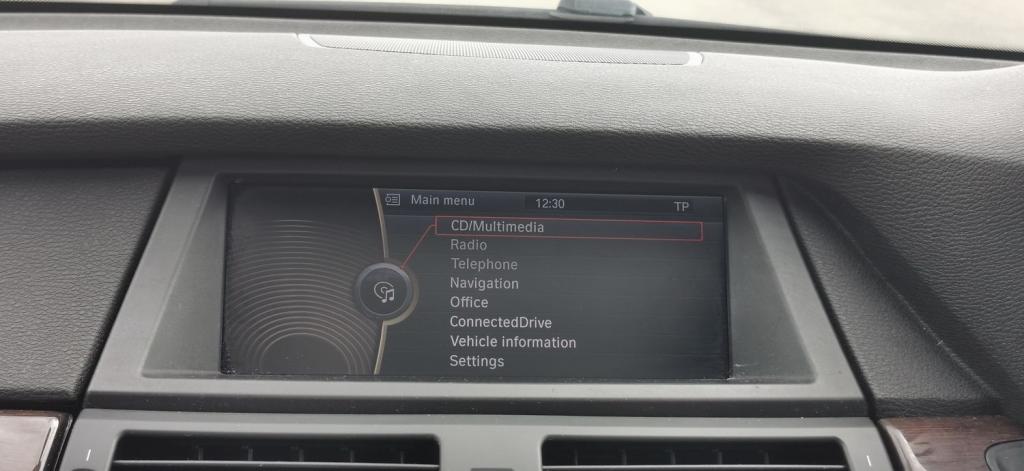 Main menu 12:30 TP
CD/Multimedia
Radio
Telephone
Navigation
Office
ConnectedDrive
Vehicle information
Settings